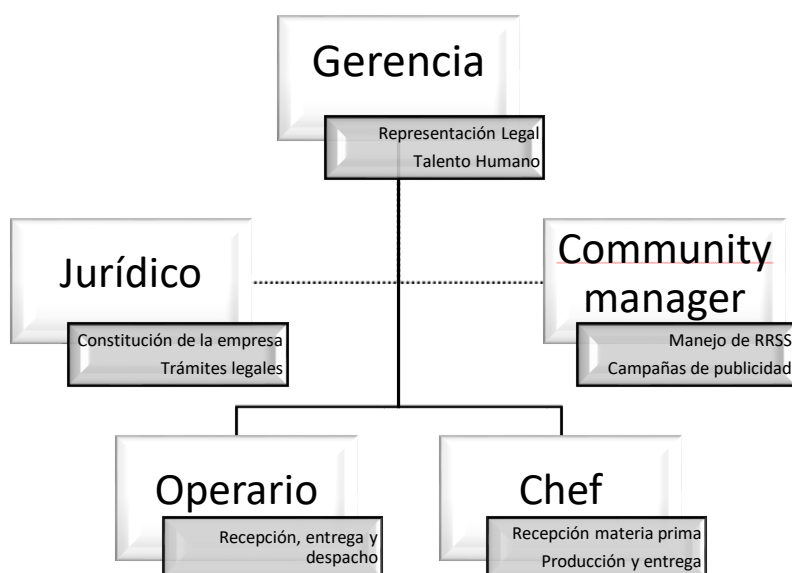 Gerencia
Representación Legal
Talento Humano
Jurídico
Constitución de la empresa
Trámites legales
Community
manager
Manejo de RRSS
Campañas de publicidad
Operario
Recepción, entrega y
despacho
Chef
Recepción materia prima
Producción y entrega